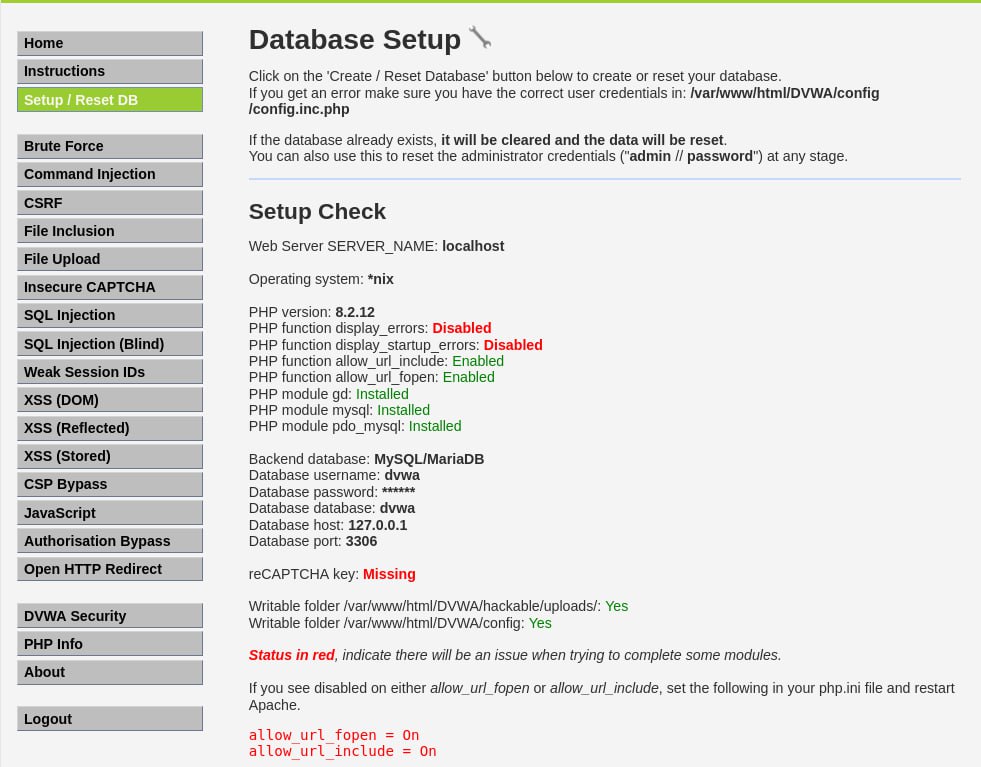 Home
Instructions
Setup / Reset DB
Brute Force
Command Injection
CSRF
File Inclusion
File Upload
Insecure CAPTCHA
SQL Injection
SQL Injection (Blind)
Weak Session IDs
XSS (DOM)
XSS (Reflected)
XSS (Stored)
CSP Bypass
JavaScript
Authorisation Bypass
Open HTTP Redirect
DVWA Security
PHP Info
About
Logout
Database Setup
Click on the 'Create / Reset Database' button below to create or reset your database.
If you get an error make sure you have the correct user credentials in: /var/www/html/DVWA/config
/config.inc.php
If the database already exists, it will be cleared and the data will be reset.
You can also use this to reset the administrator credentials ("admin // password") at any stage.
Setup Check
Web Server SERVER_NAME: localhost
Operating system: *nix
PHP version: 8.2.12
PHP function display_errors: Disabled
PHP function display_startup_errors: Disabled
PHP function allow_url_include: Enabled
PHP function allow_url_fopen: Enabled
PHP module gd: Installed
PHP module mysql: Installed
PHP module pdo_mysql: Installed
Backend database: MySQL/MariaDB
Database username: dvwa
Database password: ******
Database database: dvwa
Database host: 127.0.0.1
Database port: 3306
reCAPTCHA key: Missing
Writable folder /var/www/html/DVWA/hackable/uploads/: Yes
Writable folder /var/www/html/DVWA/config: Yes
Status in red, indicate there will be an issue when trying to complete some modules.
If you see disabled on either allow_url_fopen or allow_url_include, set the following in your php.ini file and restart
Apache.
allow_url_fopen = On
allow_url_include = On